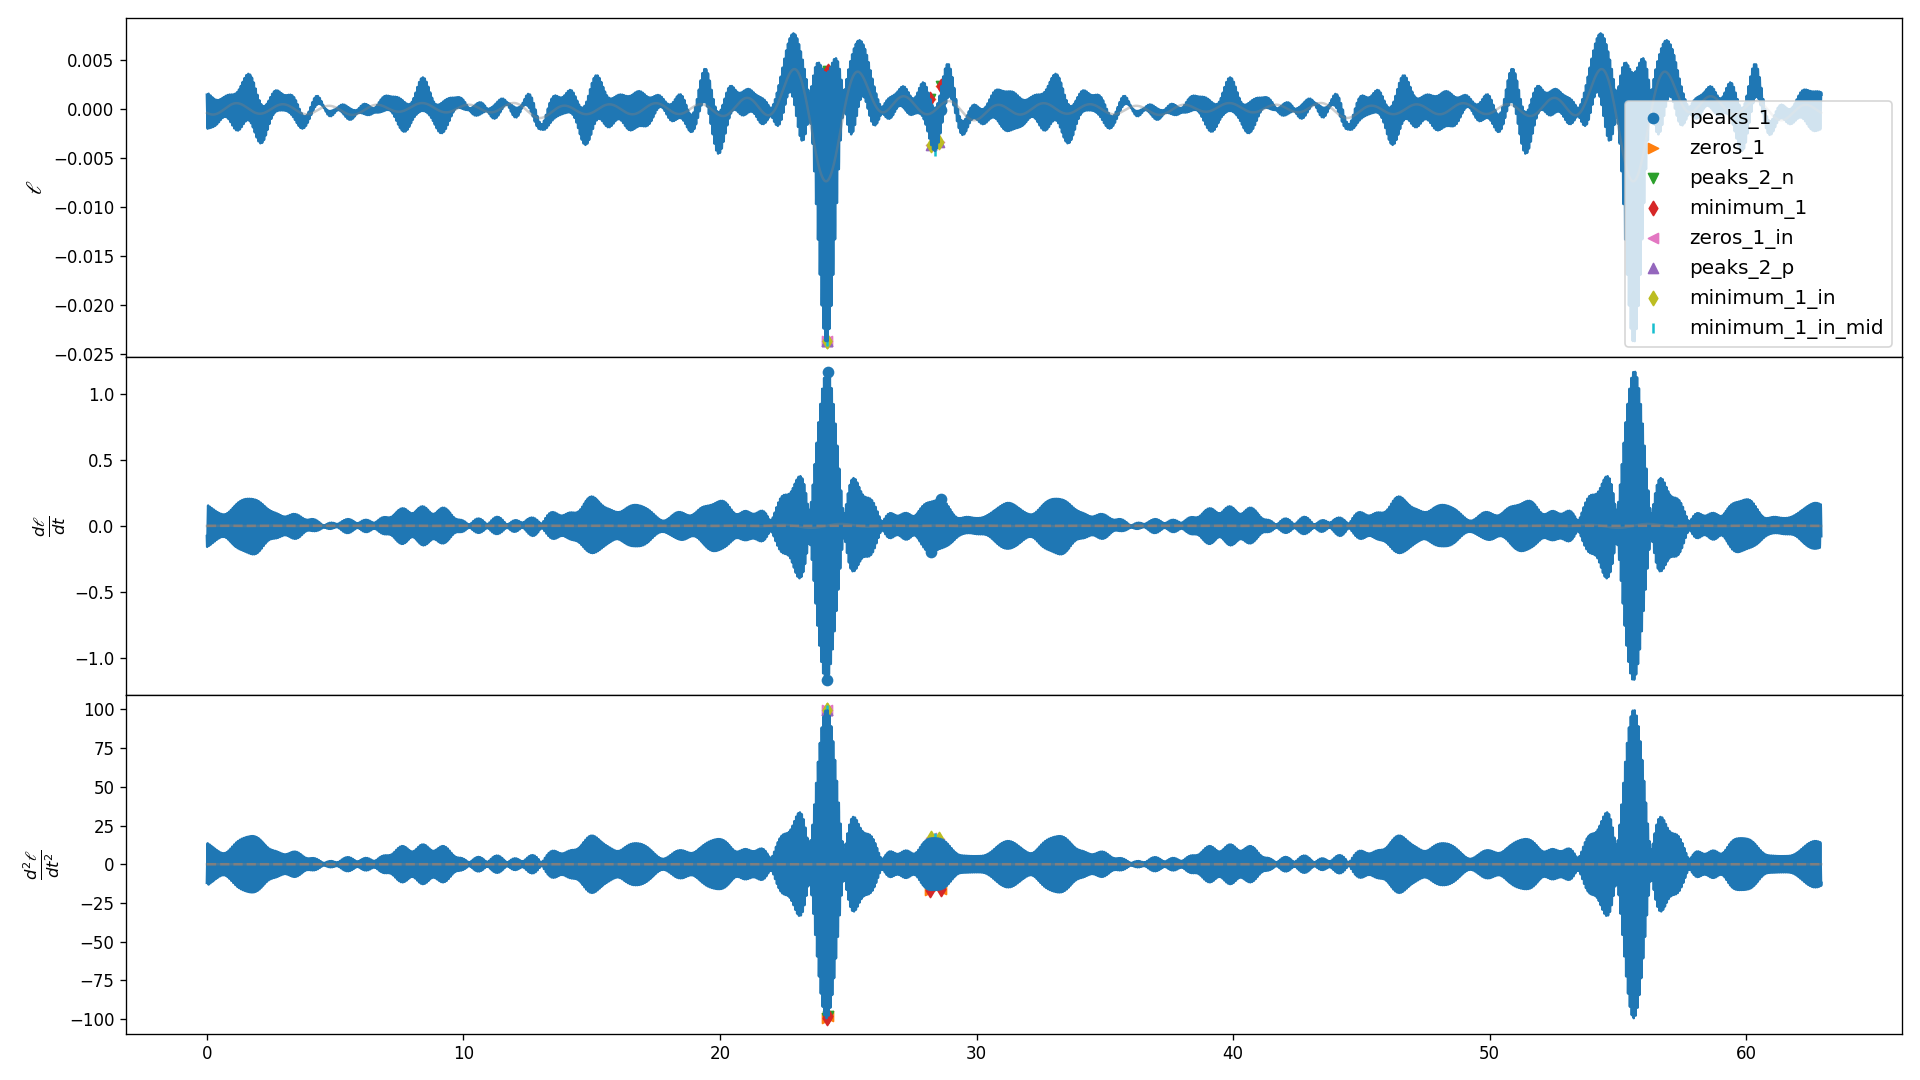 0.005
0.000
−0.005
−0.010
−0.015
−0.020
−0.025
ℓ
peaks_1
zeros_1
peaks_2_n
minimum_1
zeros_1_in
peaks_2_p
minimum_1_in
minimum_1_in_mid
1.0
0.5
0.0
−0.5
−1.0
dℓ
dt
100
75
50
25
0
−25
−50
−75
−100
d²ℓ
dt²
0 10 20 30 40 50 60